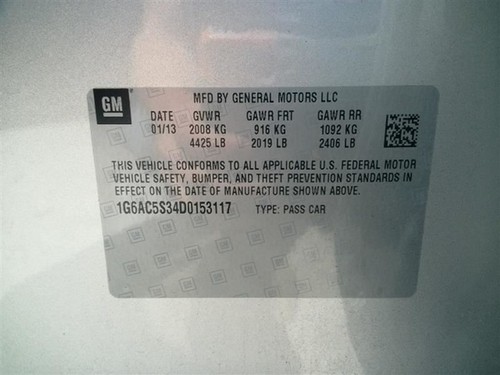 GM
MFD BY GENERAL MOTORS LLC
DATE GVWR GAWR FRT GAWR RR
01/13 2008 KG 916 KG 1092 KG
4425 LB 2019 LB 2406 LB
THIS VEHICLE CONFORMS TO ALL APPLICABLE U.S. FEDERAL MOTOR
VEHICLE SAFETY, BUMPER, AND THEFT PREVENTION STANDARDS IN
EFFECT ON THE DATE OF MANUFACTURE SHOWN ABOVE.
1G6AC5S34D0153117 TYPE: PASS CAR